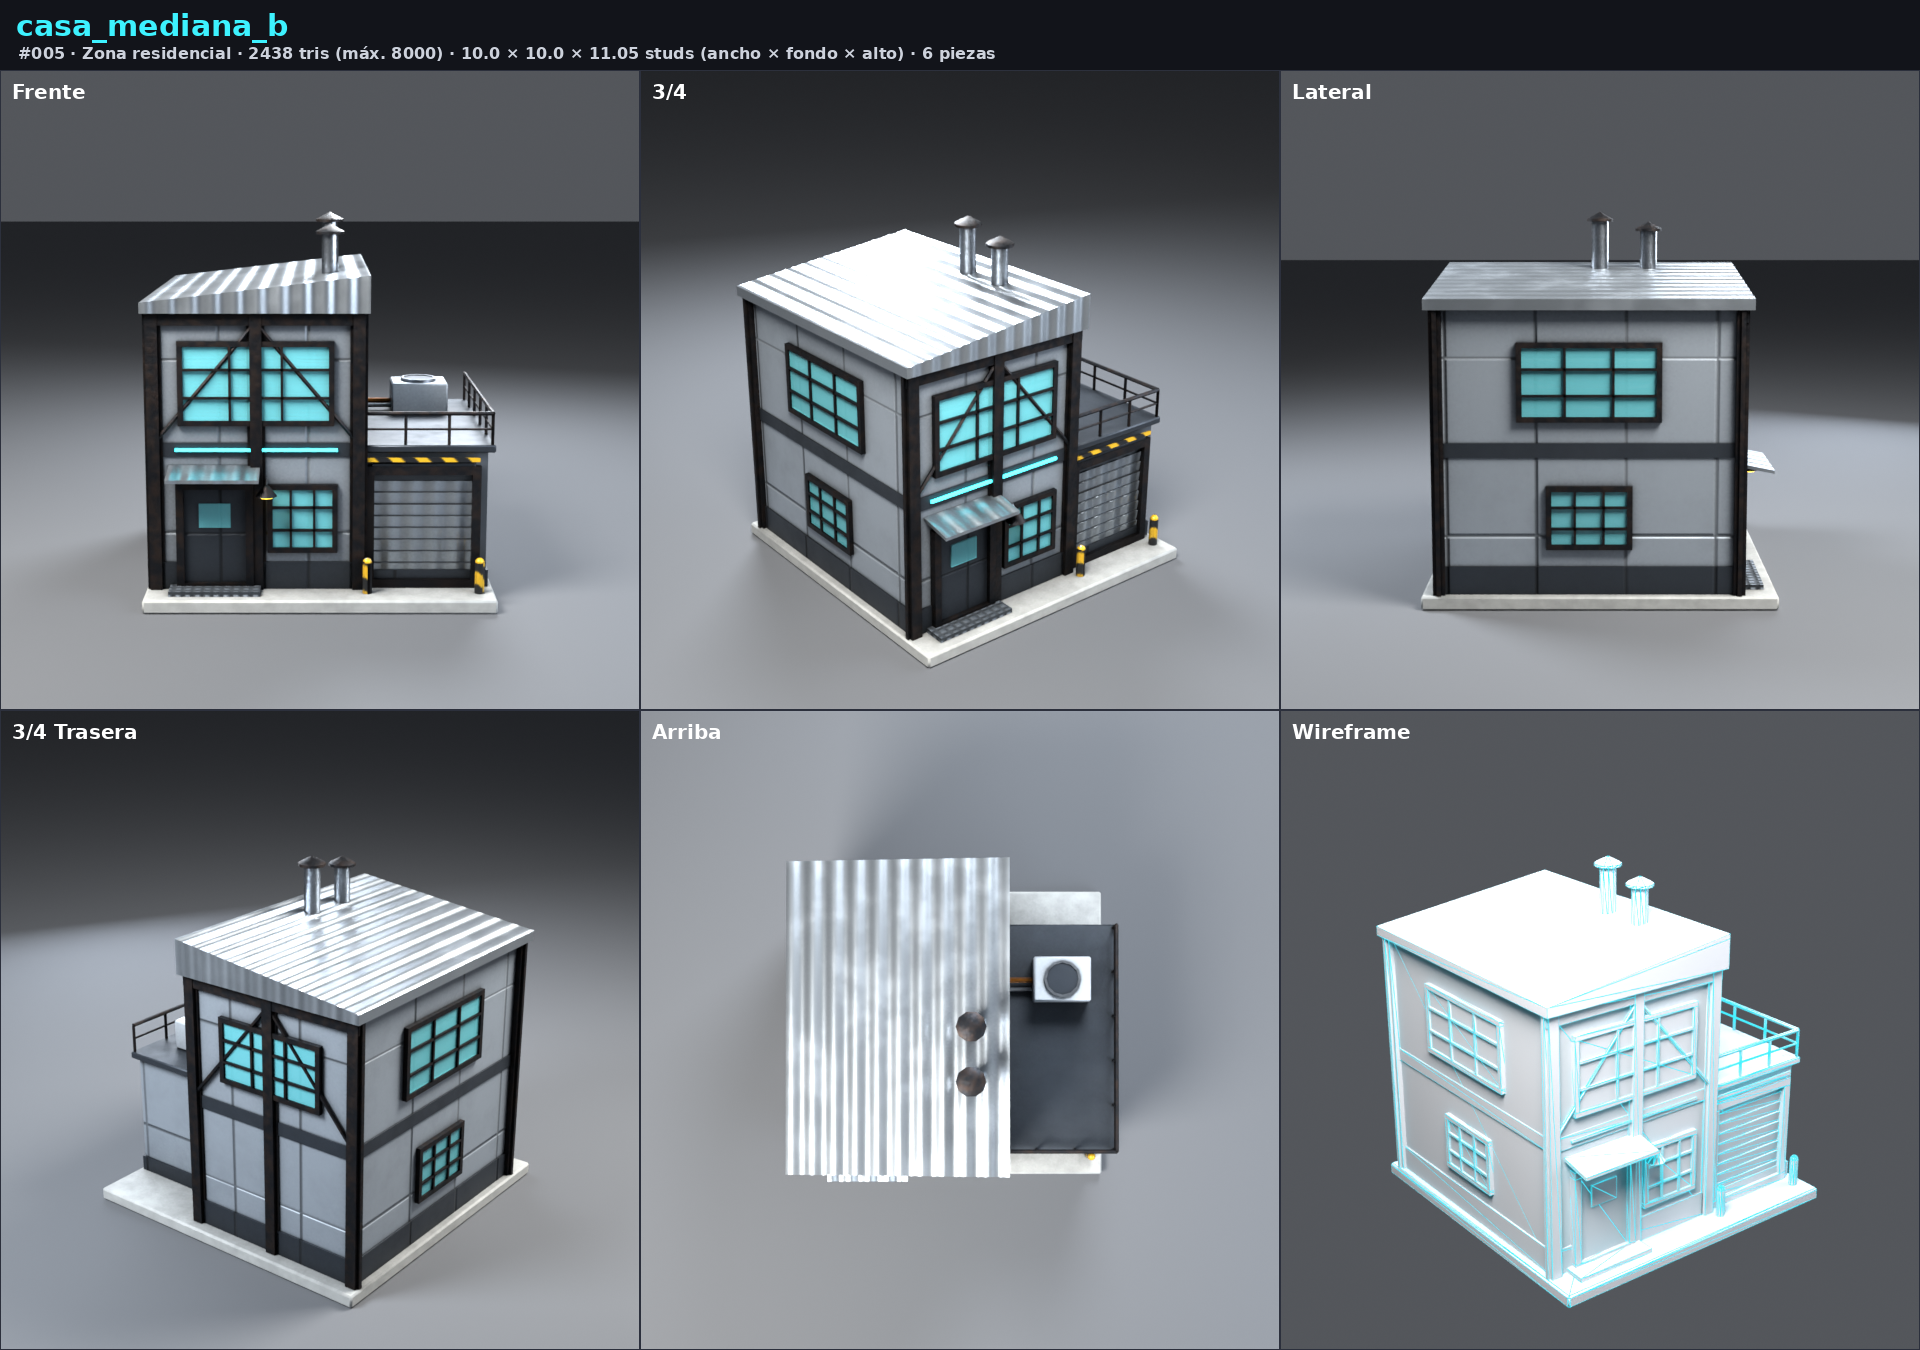 casa_mediana_b
#005 · Zona residencial · 2438 tris (máx. 8000) · 10.0 × 10.0 × 11.05 studs (ancho × fondo × alto) · 6 piezas
Frente
3/4
Lateral
3/4 Trasera
Arriba
Wireframe